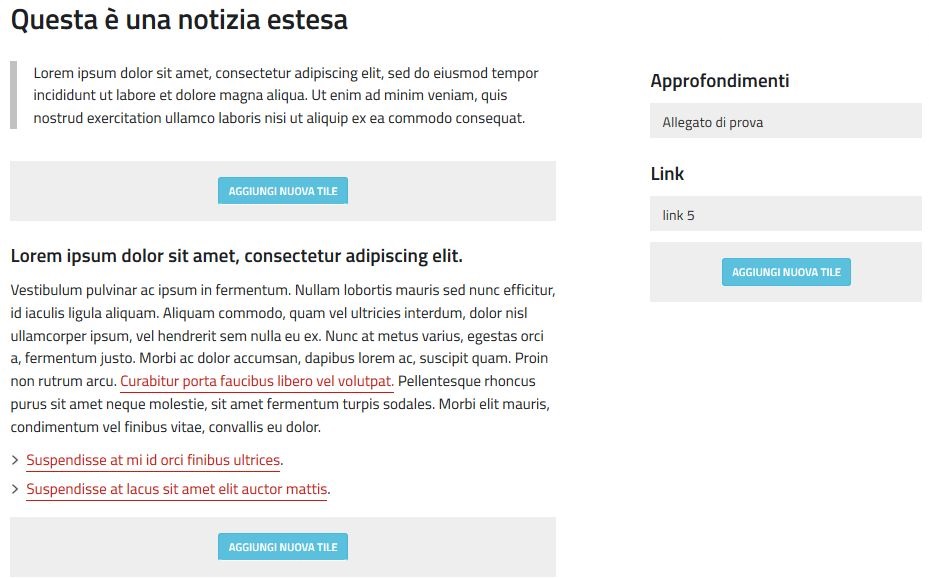 Questa è una notizia estesa
Lorem ipsum dolor sit amet, consectetur adipiscing elit, sed do eiusmod tempor
incididunt ut labore et dolore magna aliqua. Ut enim ad minim veniam, quis
nostrud exercitation ullamco laboris nisi ut aliquip ex ea commodo consequat.
AGGIUNGI NUOVA TILE
Lorem ipsum dolor sit amet, consectetur adipiscing elit.
Vestibulum pulvinar ac ipsum in fermentum. Nullam lobortis mauris sed nunc efficitur,
id iaculis ligula aliquam. Aliquam commodo, quam vel ultricies interdum, dolor nisl
ullamcorper ipsum, vel hendrerit sem nulla eu ex. Nunc at metus varius, egestas orci
a, fermentum justo. Morbi ac dolor accumsan, dapibus lorem ac, suscipit quam. Proin
non rutrum arcu. Curabitur porta faucibus libero vel volutpat. Pellentesque rhoncus
purus sit amet neque molestie, sit amet fermentum turpis sodales. Morbi elit mauris,
condimentum vel finibus vitae, convallis eu dolor.
> Suspendisse at mi id orci finibus ultrices.
> Suspendisse at lacus sit amet elit auctor mattis.
AGGIUNGI NUOVA TILE
Approfondimenti
Allegato di prova
Link
link 5
AGGIUNGI NUOVA TILE